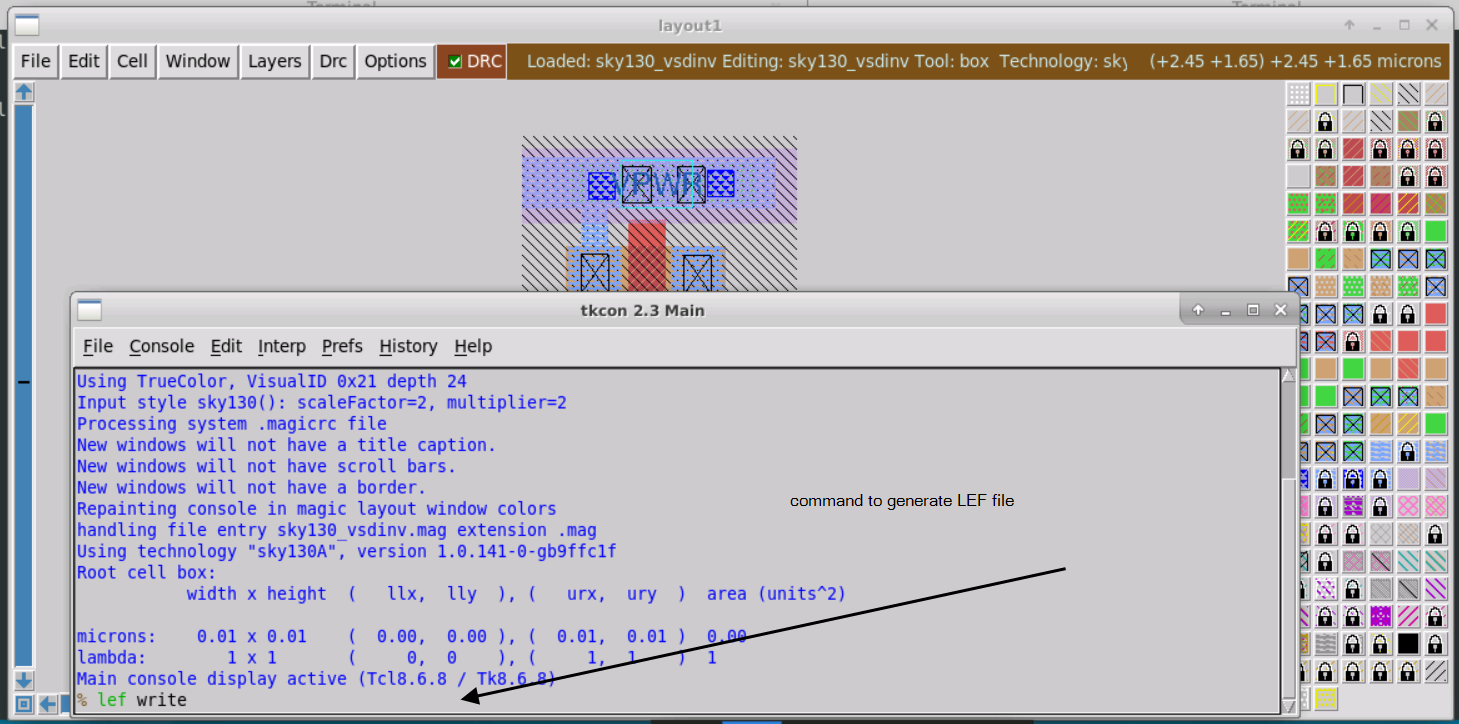 Terminal
Terminal
layout1
File Edit Cell Window Layers Drc Options DRC Loaded: sky130_vsdinv Editing: sky130_vsdinv Tool: box Technology: sky (+2.45 +1.65) +2.45 +1.65 microns
VPWR
tkcon 2.3 Main
File Console Edit Interp Prefs History Help
Using TrueColor, VisualID 0x21 depth 24
Input style sky130(): scaleFactor=2, multiplier=2
Processing system .magicrc file
New windows will not have a title caption.
New windows will not have scroll bars.
New windows will not have a border.
Repainting console in magic layout window colors
handling file entry sky130_vsdinv.mag extension .mag
Using technology "sky130A", version 1.0.141-0-gb9ffc1f
Root cell box:
width x height ( llx, lly ), ( urx, ury ) area (units^2)
microns: 0.01 x 0.01 ( 0.00, 0.00 ), ( 0.01, 0.01 ) 0.00
lambda: 1 x 1 ( 0, 0 ), ( 1, 1 ) 1
Main console display active (Tcl8.6.8 / Tk8.6.8)
% lef write
command to generate LEF file